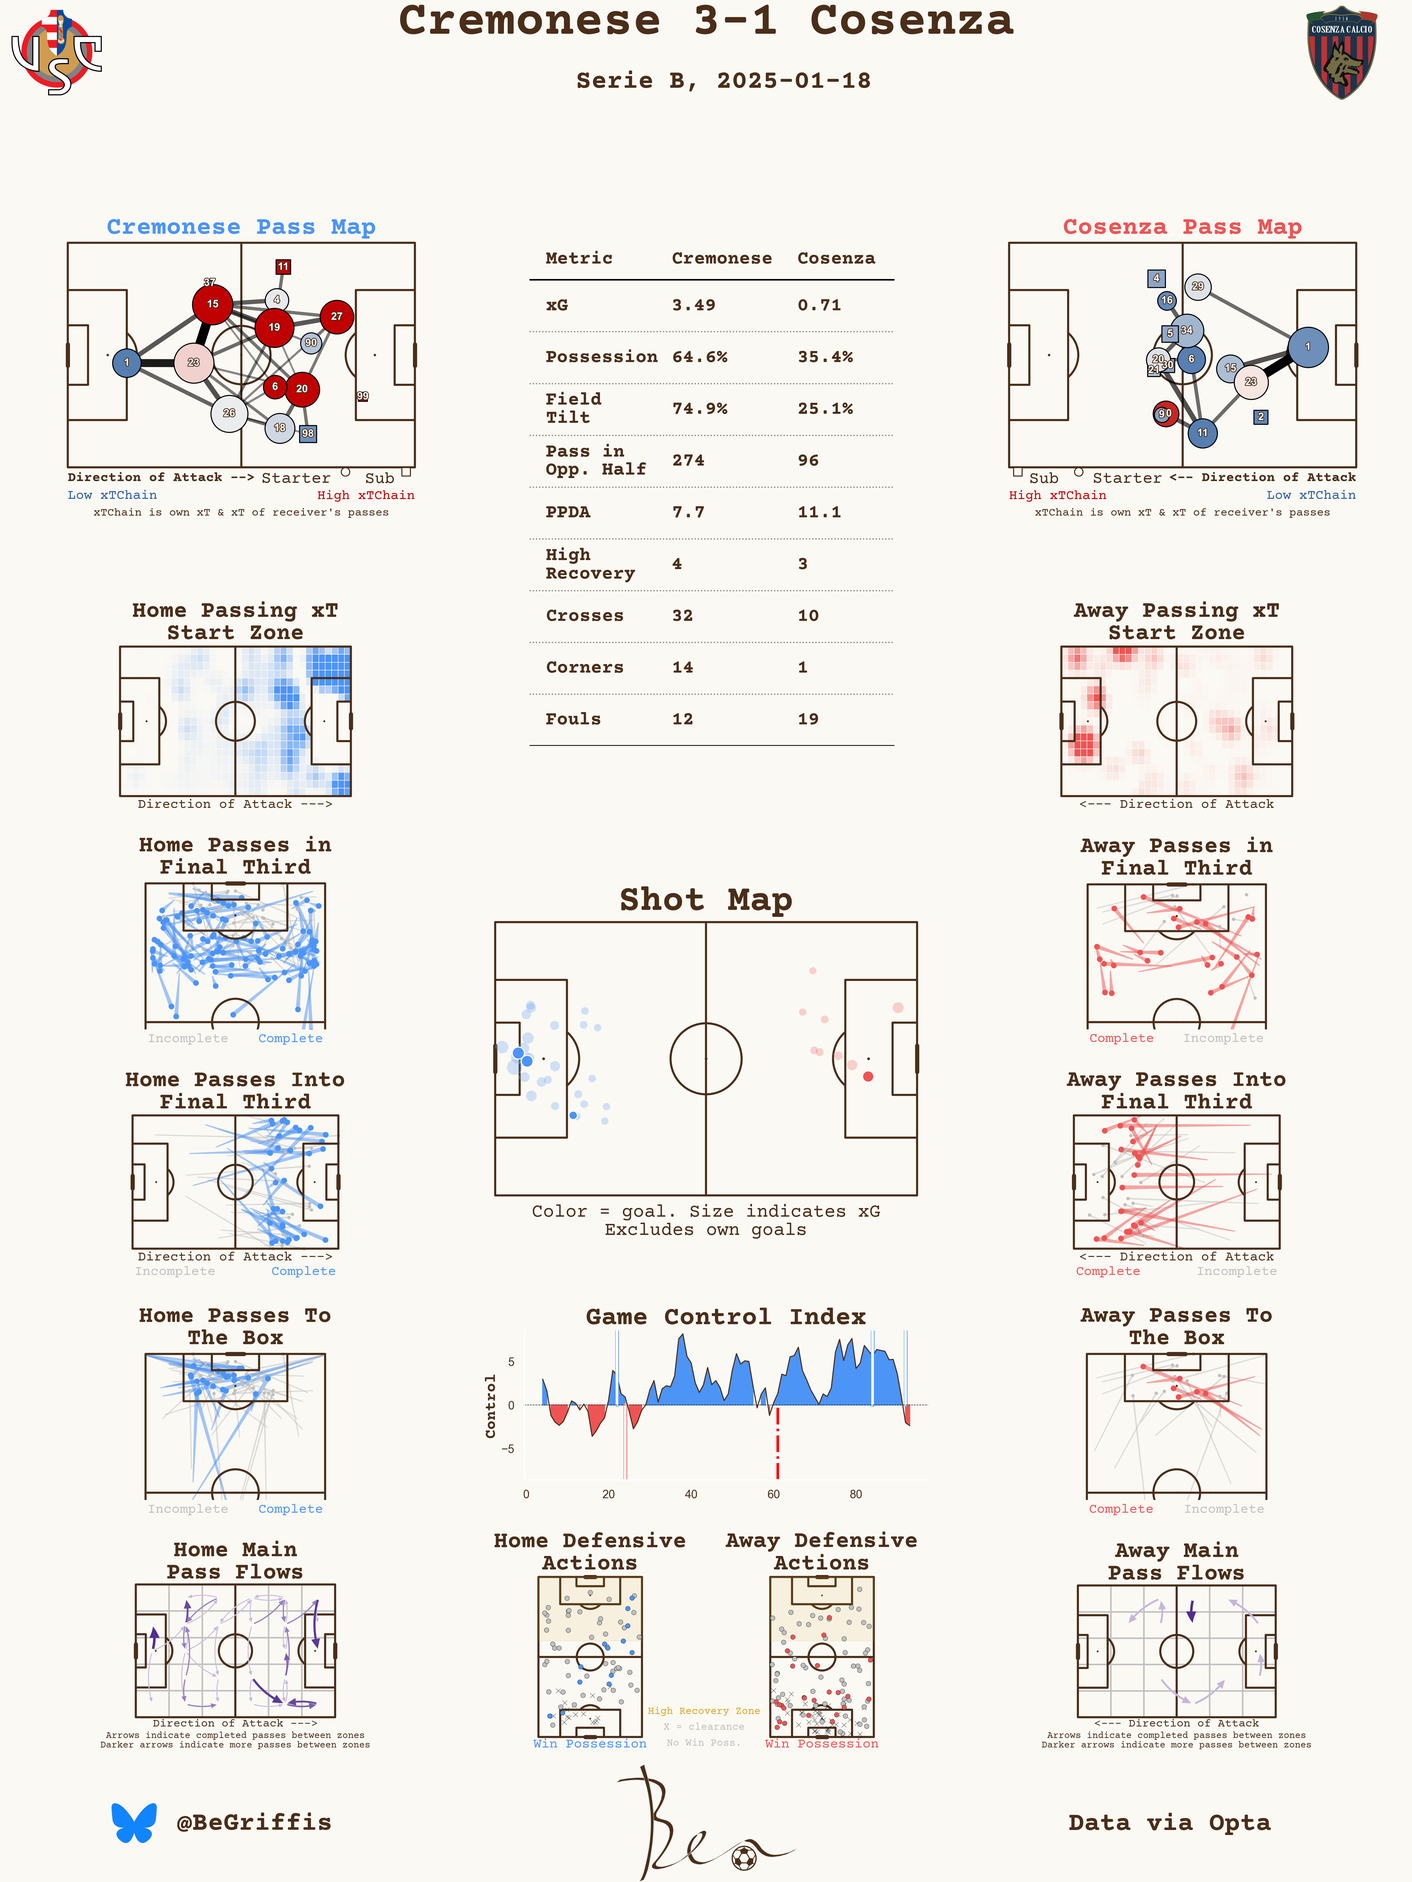 Cremonese 3-1 Cosenza
Serie B, 2025-01-18
1914
COSENZA CALCIO
USC
Cremonese Pass Map
11
37
15
4
19
27
90
1
23
6
20
99
26
18
98
Direction of Attack --> Starter Sub
Low xTChain High xTChain
xTChain is own xT & xT of receiver's passes
Metric Cremonese Cosenza
xG 3.49 0.71
Possession 64.6% 35.4%
Field
Tilt 74.9% 25.1%
Pass in
Opp. Half 274 96
PPDA 7.7 11.1
High
Recovery 4 3
Crosses 32 10
Corners 14 1
Fouls 12 19
Cosenza Pass Map
4
29
16
34
5
1
20
6
30
21
15
23
90
2
11
Sub Starter <-- Direction of Attack
High xTChain Low xTChain
xTChain is own xT & xT of receiver's passes
Home Passing xT
Start Zone
Direction of Attack --->
Away Passing xT
Start Zone
<--- Direction of Attack
Home Passes in
Final Third
Incomplete Complete
Away Passes in
Final Third
Complete Incomplete
Shot Map
Color = goal. Size indicates xG
Excludes own goals
Home Passes Into
Final Third
Direction of Attack --->
Incomplete Complete
Away Passes Into
Final Third
<--- Direction of Attack
Complete Incomplete
Home Passes To
The Box
Incomplete Complete
Game Control Index
Control
5
0
−5
0 20 40 60 80
Away Passes To
The Box
Complete Incomplete
Home Main
Pass Flows
Direction of Attack --->
Arrows indicate completed passes between zones
Darker arrows indicate more passes between zones
Home Defensive
Actions
Win Possession
High Recovery Zone
X = clearance
No Win Poss.
Away Defensive
Actions
Win Possession
Away Main
Pass Flows
<--- Direction of Attack
Arrows indicate completed passes between zones
Darker arrows indicate more passes between zones
@BeGriffis
Ben
Data via Opta